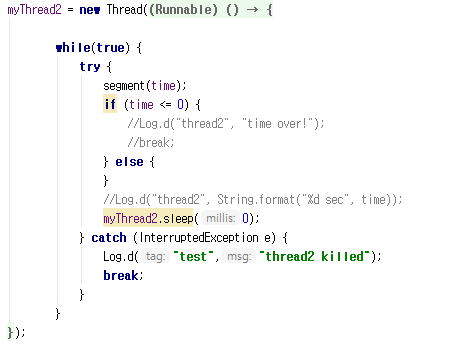 myThread2 = new Thread((Runnable) () → {
while(true) {
try {
segment(time);
if (time <= 0) {
//Log.d("thread2", "time over!");
//break;
} else {
}
//Log.d("thread2", String.format("%d sec", time));
myThread2.sleep( millis: 0);
} catch (InterruptedException e) {
Log.d( tag: "test", msg: "thread2 killed");
break;
}
}
});